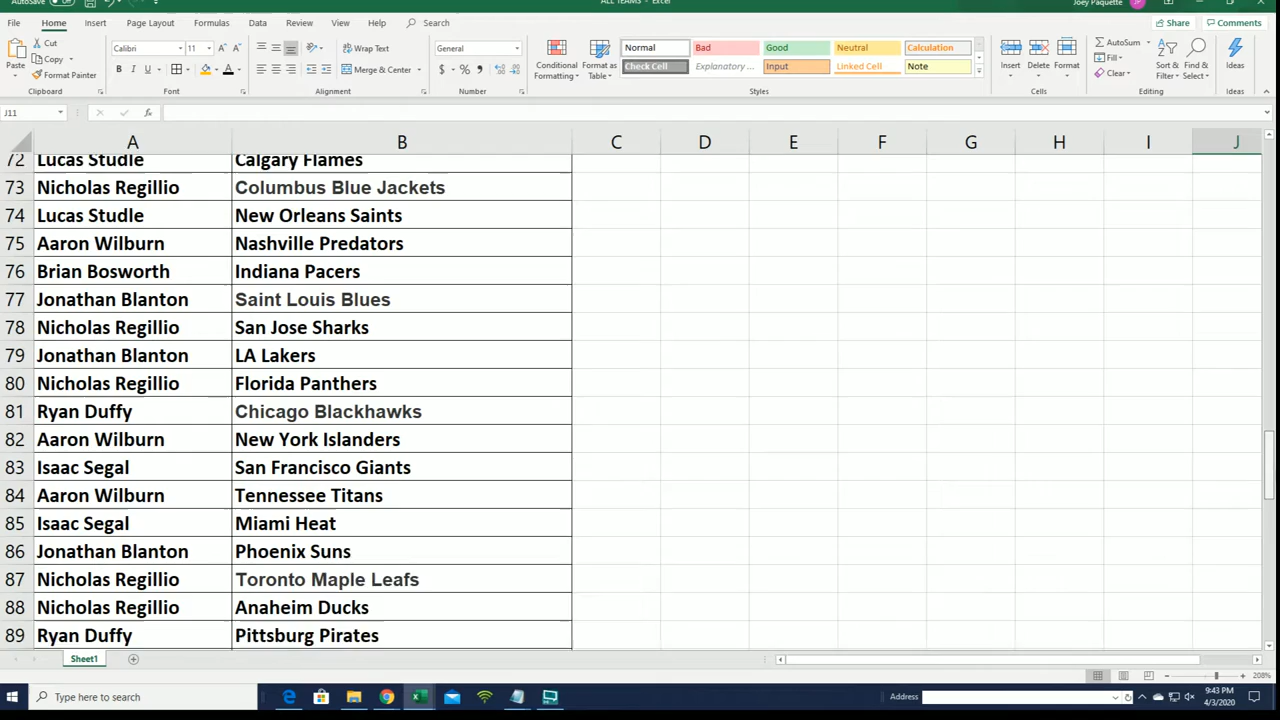 AutoSave Off ALL TEAMS - Excel Joey Paquette JP
File Home Insert Page Layout Formulas Data Review View Help Search Share Comments
Paste Cut Copy Format Painter Clipboard
Calibri 11 B I U Font
Wrap Text Merge & Center Alignment
General $ % Number
Conditional Formatting Format as Table
Normal Bad Good Neutral Calculation
Check Cell Explanatory ... Input Linked Cell Note
Styles
Insert Delete Format Cells
AutoSum Fill Clear Sort & Filter Find & Select Editing
Ideas Ideas
J11 fx
A B C D E F G H I J
72 Lucas Studle Calgary Flames
73 Nicholas Regillio Columbus Blue Jackets
74 Lucas Studle New Orleans Saints
75 Aaron Wilburn Nashville Predators
76 Brian Bosworth Indiana Pacers
77 Jonathan Blanton Saint Louis Blues
78 Nicholas Regillio San Jose Sharks
79 Jonathan Blanton LA Lakers
80 Nicholas Regillio Florida Panthers
81 Ryan Duffy Chicago Blackhawks
82 Aaron Wilburn New York Islanders
83 Isaac Segal San Francisco Giants
84 Aaron Wilburn Tennessee Titans
85 Isaac Segal Miami Heat
86 Jonathan Blanton Phoenix Suns
87 Nicholas Regillio Toronto Maple Leafs
88 Nicholas Regillio Anaheim Ducks
89 Ryan Duffy Pittsburg Pirates
Sheet1
208%
Type here to search Address 9:43 PM
4/3/2020